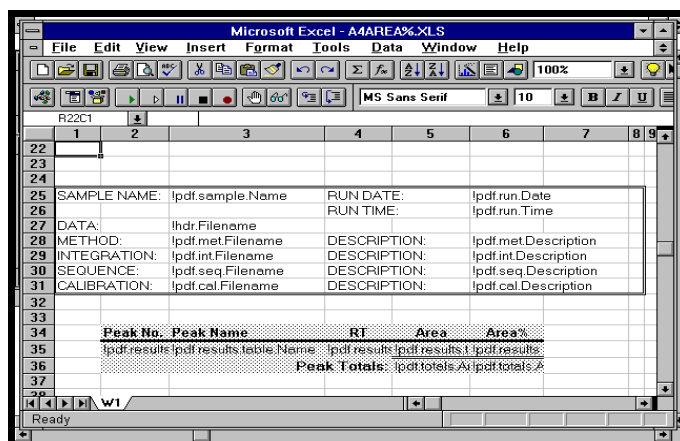 Microsoft Excel - A4AREA%.XLS
File Edit View Insert Format Tools Data Window Help
100%
MS Sans Serif 10 B I U
R22C1
1 2 3 4 5 6 7 8 9
22
23
24
25 SAMPLE NAME: !pdf.sample.Name RUN DATE: !pdf.run.Date
26 RUN TIME: !pdf.run.Time
27 DATA: !hdr.Filename
28 METHOD: !pdf.met.Filename DESCRIPTION: !pdf.met.Description
29 INTEGRATION: !pdf.int.Filename DESCRIPTION: !pdf.int.Description
30 SEQUENCE: !pdf.seq.Filename DESCRIPTION: !pdf.seq.Description
31 CALIBRATION: !pdf.cal.Filename DESCRIPTION: !pdf.cal.Description
32
33
34 Peak No. Peak Name RT Area Area%
35 !pdf.results !pdf.results.table.Name !pdf.results !pdf.results.t !pdf.results
36 Peak Totals: !pdf.totals.A !pdf.totals.A
37
38
W1
Ready